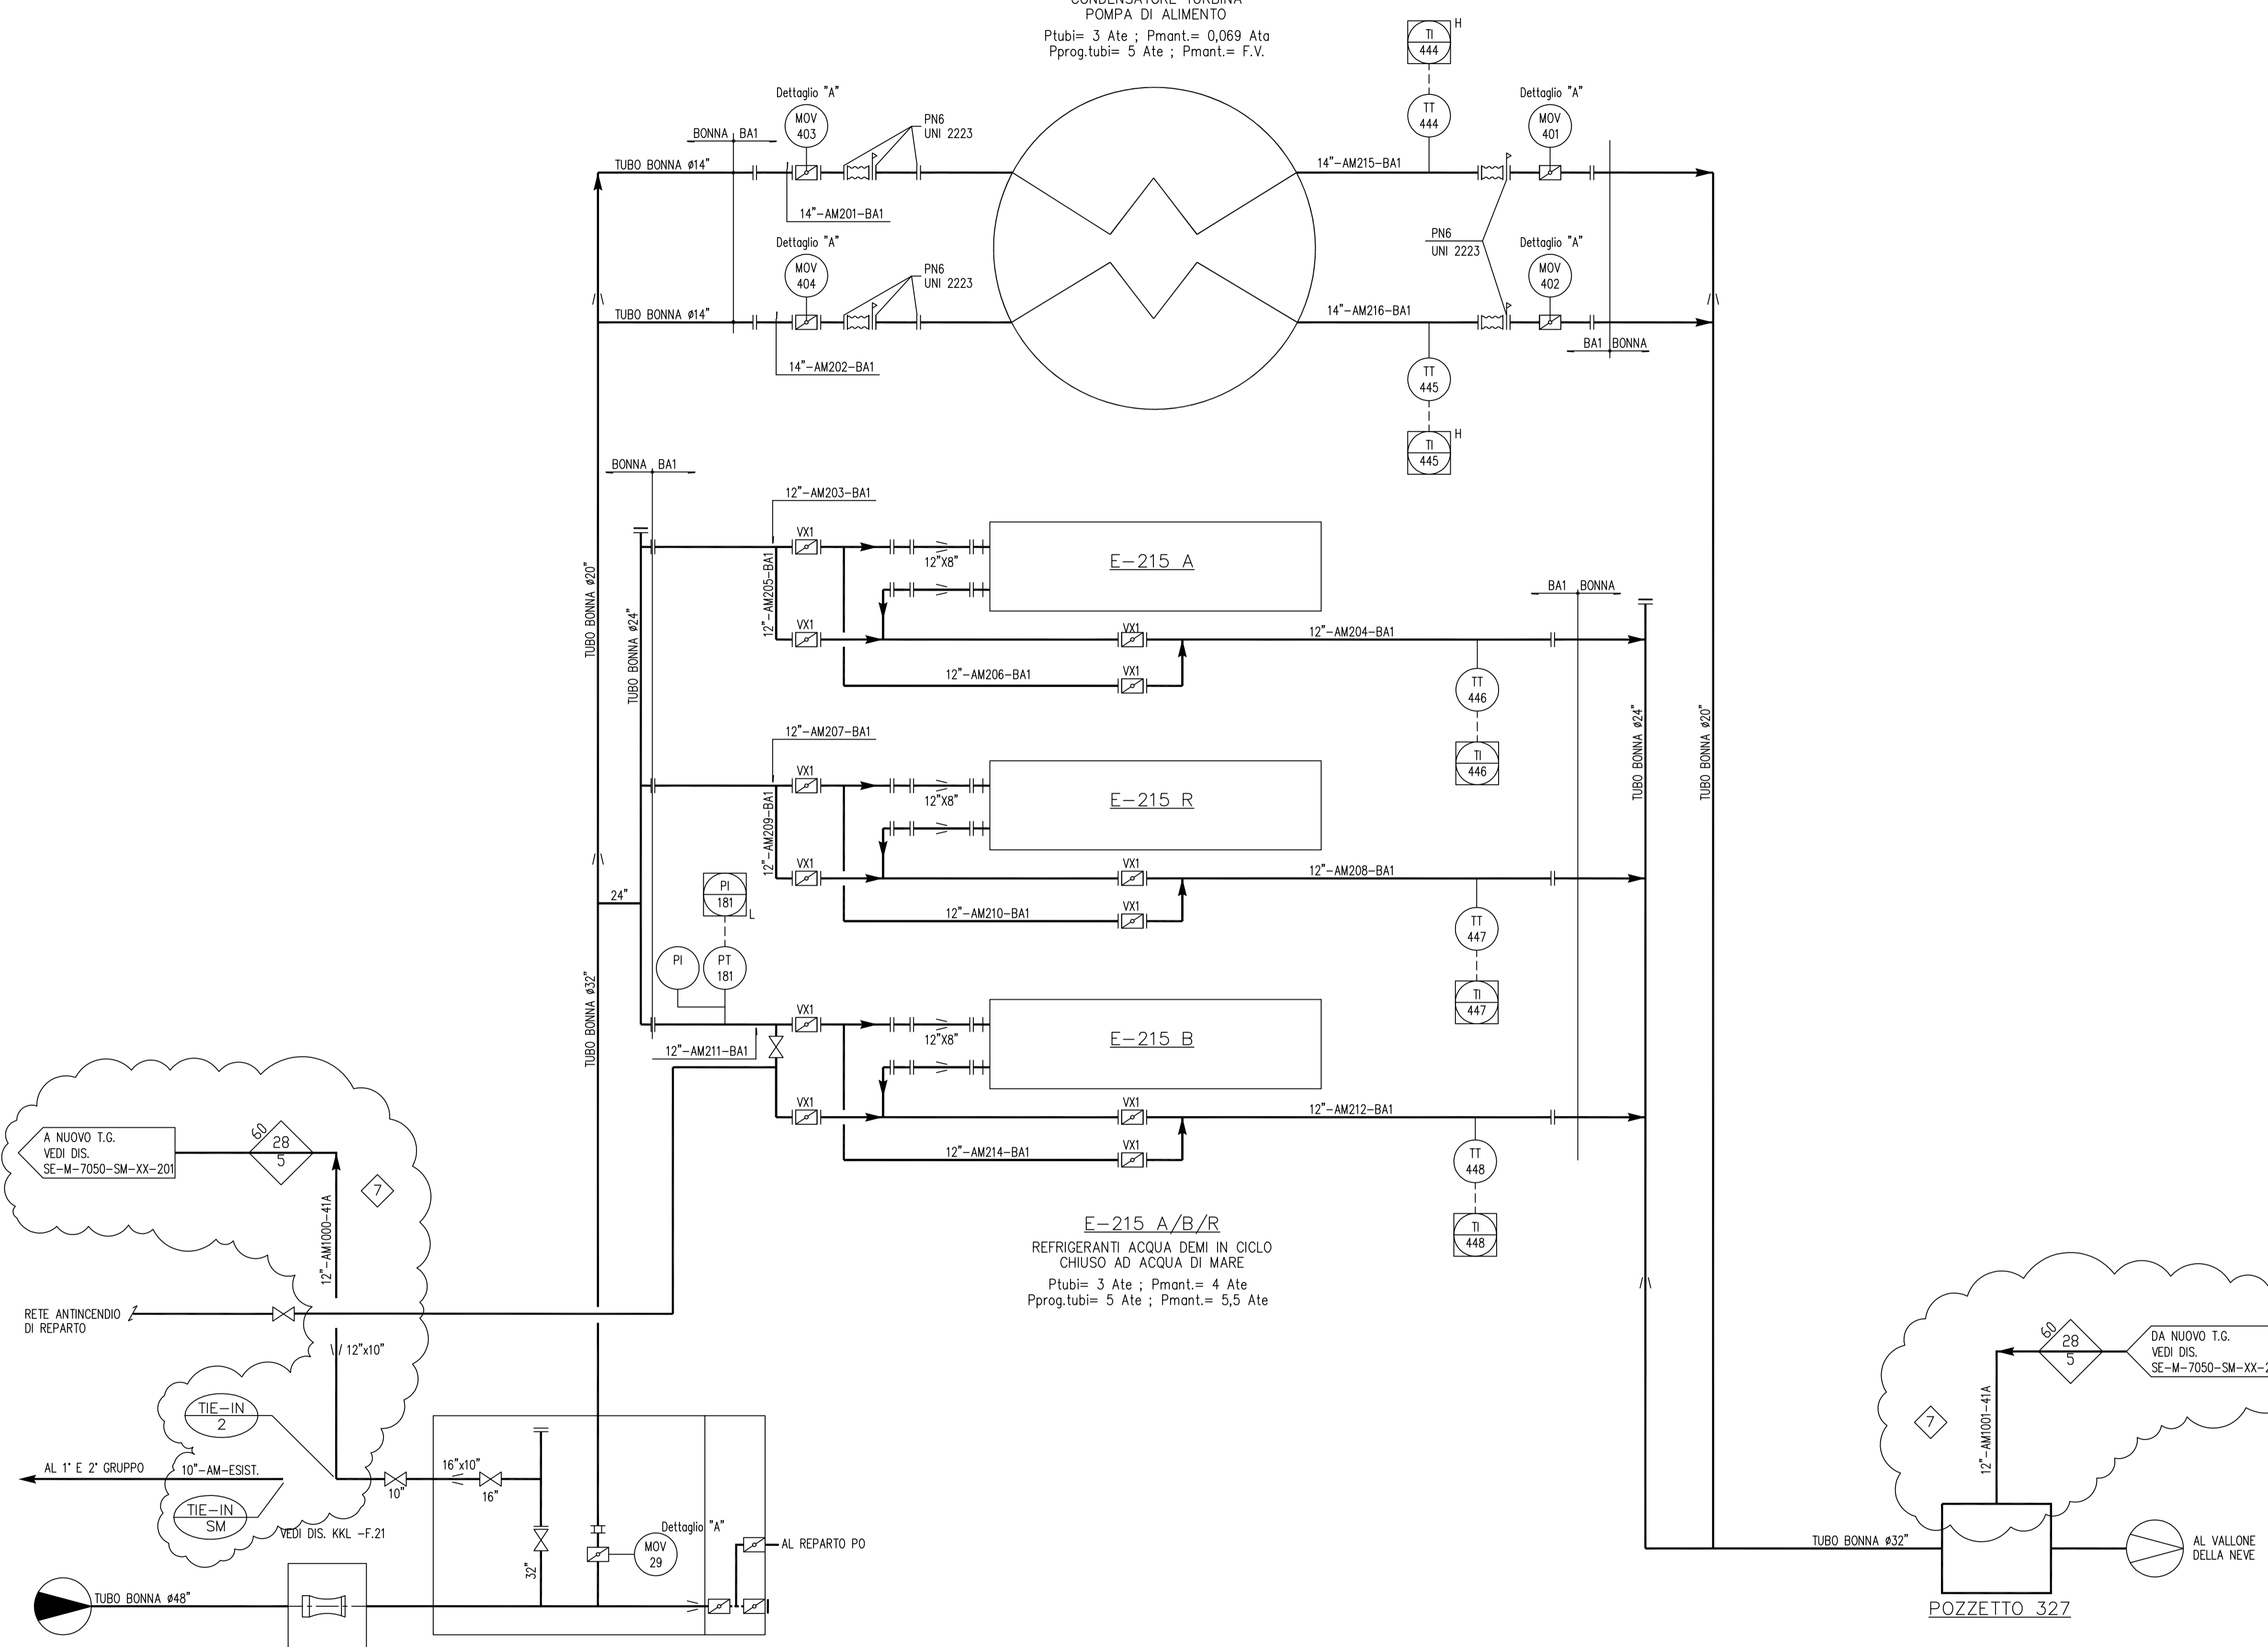 CONDENSATORE TURBINA
POMPA DI ALIMENTO
Ptubi= 3 Ate ; Pmant.= 0,069 Ata
Pprog.tubi= 5 Ate ; Pmant.= F.V.
TI
444
H
TT
444
Dettaglio "A"
MOV
403
PN6
UNI 2223
BONNA
BA1
TUBO BONNA ø14"
14"-AM201-BA1
14"-AM215-BA1
Dettaglio "A"
MOV
401
Dettaglio "A"
MOV
404
PN6
UNI 2223
TUBO BONNA ø14"
14"-AM202-BA1
14"-AM216-BA1
PN6
UNI 2223
Dettaglio "A"
MOV
402
BA1
BONNA
TT
445
TI
445
H
BONNA
BA1
12"-AM203-BA1
VX1
12"X8"
E-215 A
12"-AM205-BA1
VX1
VX1
12"-AM204-BA1
12"-AM206-BA1
VX1
BA1
BONNA
TT
446
TI
446
TUBO BONNA ø20"
TUBO BONNA ø24"
TUBO BONNA ø24"
TUBO BONNA ø20"
12"-AM207-BA1
VX1
12"X8"
E-215 R
12"-AM209-BA1
VX1
VX1
12"-AM208-BA1
12"-AM210-BA1
VX1
TT
447
TI
447
24"
PI
181
L
PI
PT
181
TUBO BONNA ø32"
12"-AM211-BA1
VX1
12"X8"
E-215 B
VX1
VX1
12"-AM212-BA1
12"-AM214-BA1
VX1
TT
448
TI
448
E-215 A/B/R
REFRIGERANTI ACQUA DEMI IN CICLO
CHIUSO AD ACQUA DI MARE
Ptubi= 3 Ate ; Pmant.= 4 Ate
Pprog.tubi= 5 Ate ; Pmant.= 5,5 Ate
A NUOVO T.G.
VEDI DIS.
SE-M-7050-SM-XX-201
60
28
5
7
12"-AM1000-41A
RETE ANTINCENDIO
DI REPARTO
12"x10"
TIE-IN
2
AL 1° E 2° GRUPPO
10"-AM-ESIST.
TIE-IN
SM
VEDI DIS. KKL -F.21
10"
16"x10"
16"
32"
Dettaglio "A"
MOV
29
AL REPARTO PO
TUBO BONNA ø48"
60
28
5
DA NUOVO T.G.
VEDI DIS.
SE-M-7050-SM-XX-
7
12"-AM1001-41A
TUBO BONNA ø32"
AL VALLONE
DELLA NEVE
POZZETTO 327